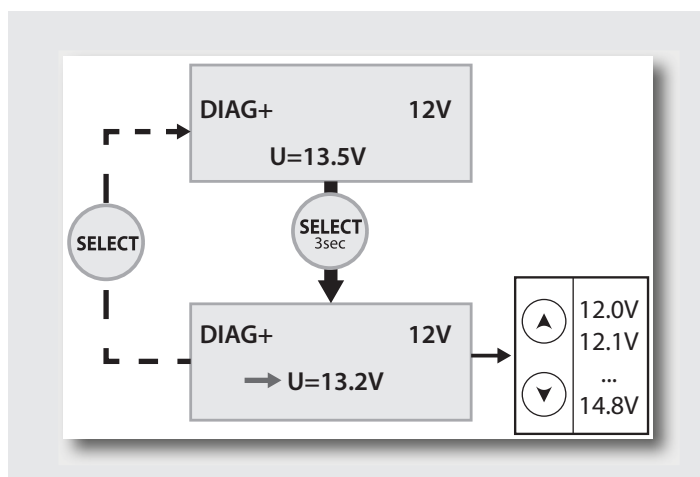 DIAG+ 12V
U=13.5V
SELECT
SELECT
3sec
DIAG+ 12V
U=13.2V
12.0V
12.1V
...
14.8V